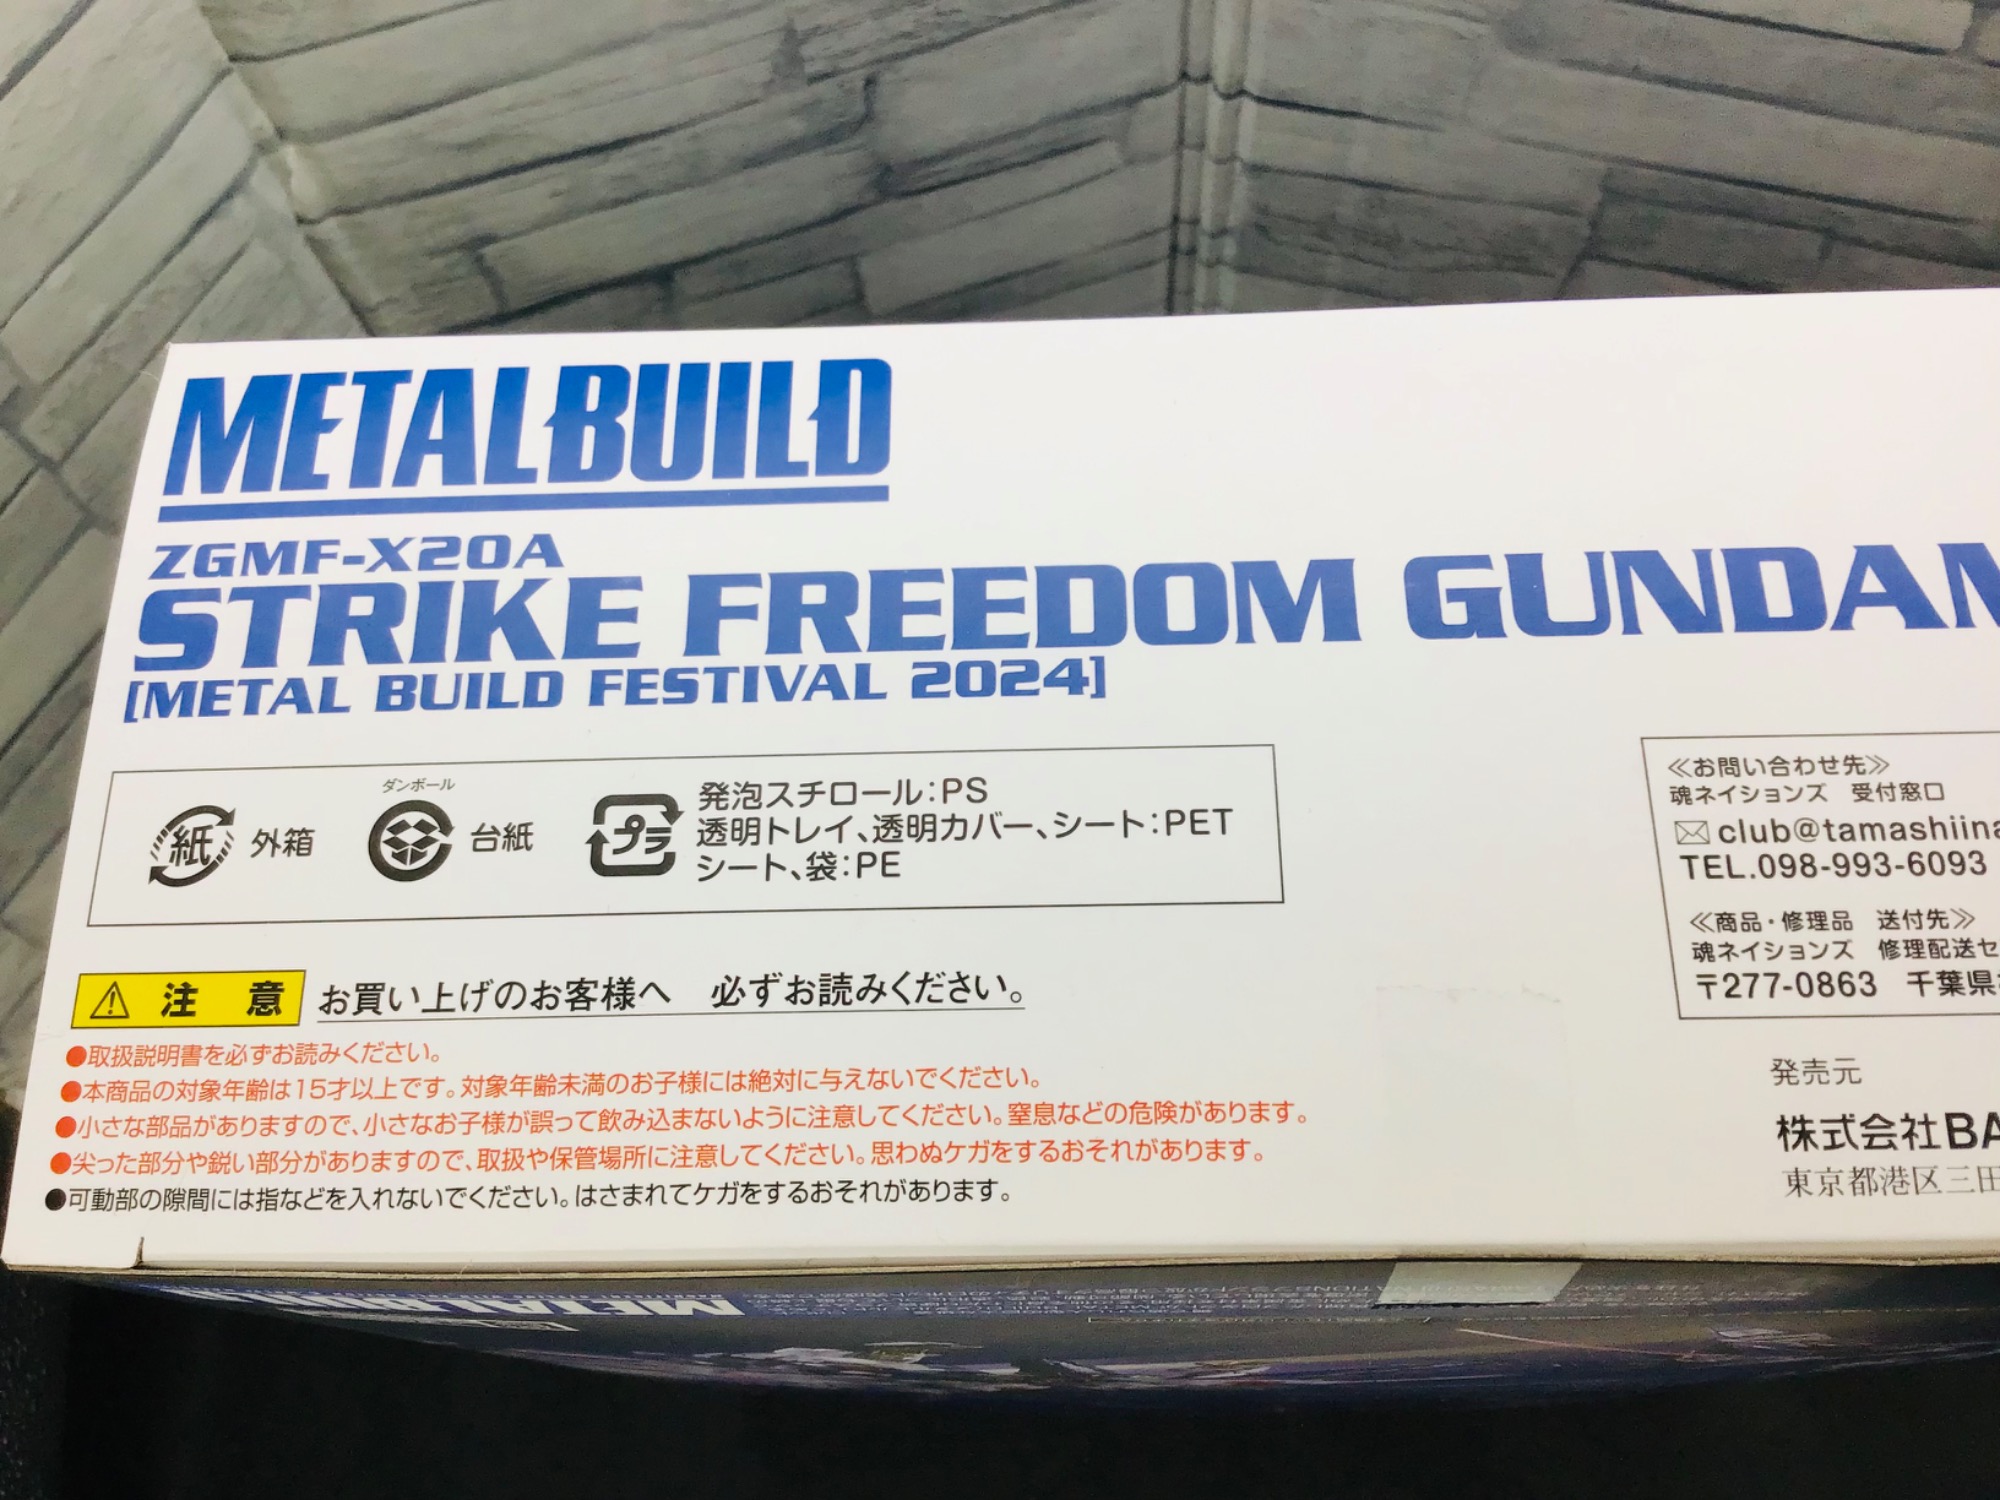 METAL BUILD
ZGMF-X20A
STRIKE FREEDOM GUNDAM
[METAL BUILD FESTIVAL 2024]
紙 外箱
ダンボール
台紙
プラ
発泡スチロール:PS
透明トレイ、透明カバー、シート:PET
シート、袋:PE
注 意 お買い上げのお客様へ 必ずお読みください。
●取扱説明書を必ずお読みください。
●本商品の対象年齢は15才以上です。対象年齢未満のお子様には絶対に与えないでください。
●小さな部品がありますので、小さなお子様が誤って飲み込まないように注意してください。窒息などの危険があります。
●尖った部分や鋭い部分がありますので、取扱や保管場所に注意してください。思わぬケガをするおそれがあります。
●可動部の隙間には指などを入れないでください。はさまれてケガをするおそれがあります。
≪お問い合わせ先≫
魂ネイションズ 受付窓口
club@tamashiina
TEL.098-993-6093
≪商品・修理品 送付先≫
魂ネイションズ 修理配送セ
〒277-0863 千葉県
発売元
株式会社BA
東京都港区三田
METAL BUILD